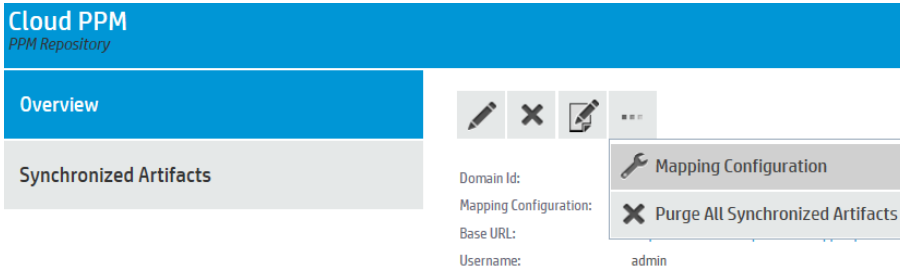 Cloud PPM
PPM Repository
Overview
Synchronized Artifacts
Mapping Configuration
Purge All Synchronized Artifacts
Domain Id:
Mapping Configuration:
Base URL:
Username: admin